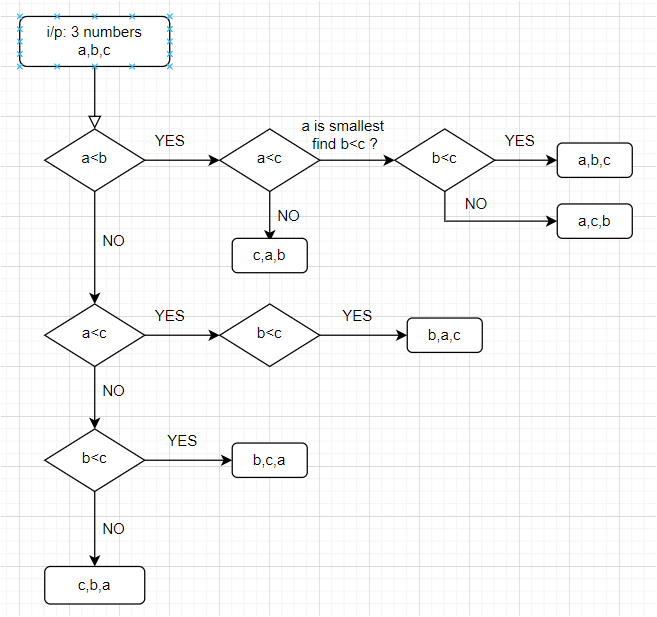 i/p: 3 numbers
a,b,c
a<b
YES
a<c
a is smallest
find b<c ?
b<c
YES
a,b,c
NO
a,c,b
NO
c,a,b
NO
a<c
YES
b<c
YES
b,a,c
NO
b<c
YES
b,c,a
NO
c,b,a